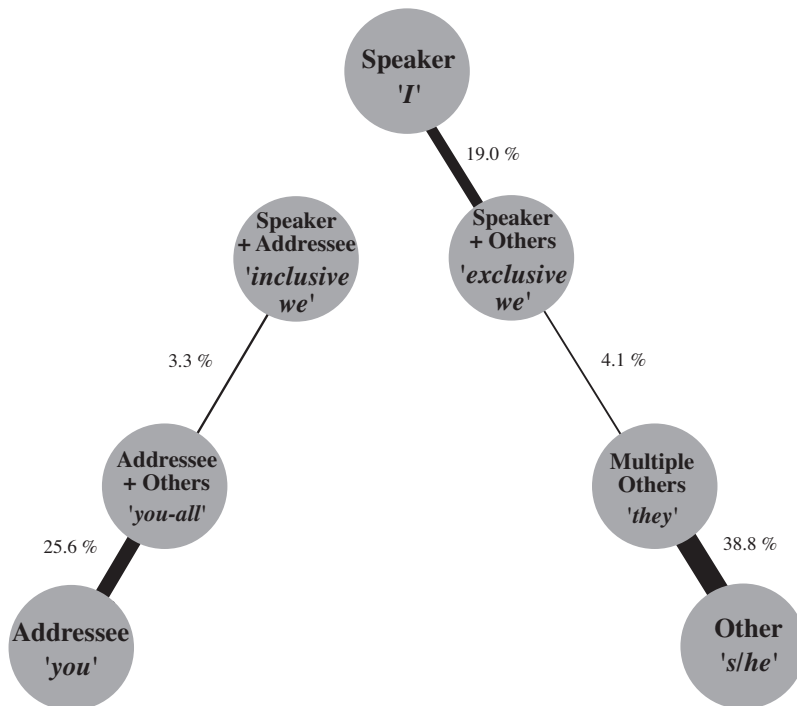 Speaker
'I'
19.0 %
Speaker
+ Addressee
'inclusive
we'
Speaker
+ Others
'exclusive
we'
3.3 %
4.1 %
Addressee
+ Others
'you-all'
Multiple
Others
'they'
25.6 %
38.8 %
Addressee
'you'
Other
's/he'